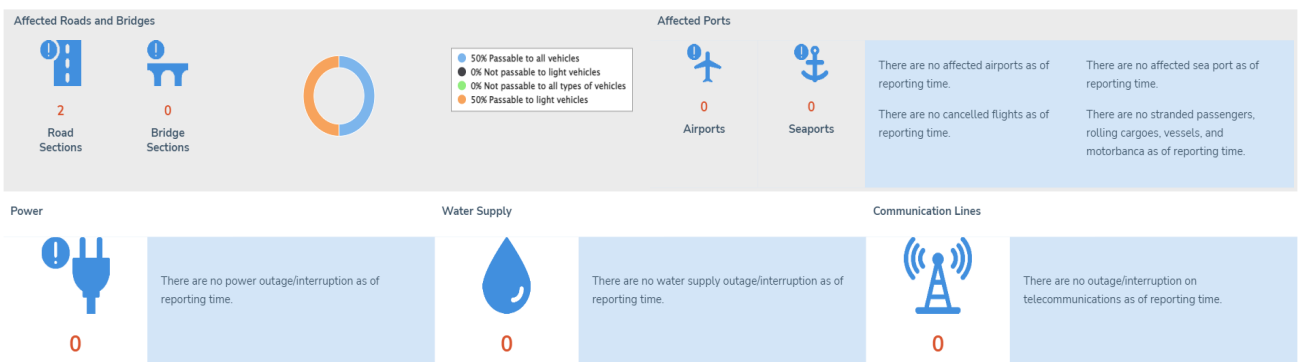 Affected Roads and Bridges
2
Road
Sections
0
Bridge
Sections
50% Passable to all vehicles
0% Not passable to light vehicles
0% Not passable to all types of vehicles
50% Passable to light vehicles
Affected Ports
0
Airports
0
Seaports
There are no affected airports as of
reporting time.
There are no cancelled flights as of
reporting time.
There are no affected sea port as of
reporting time.
There are no stranded passengers,
rolling cargoes, vessels, and
motorbanca as of reporting time.
Power
0
There are no power outage/interruption as of
reporting time.
Water Supply
0
There are no water supply outage/interruption as of
reporting time.
Communication Lines
0
There are no outage/interruption on
telecommunications as of reporting time.